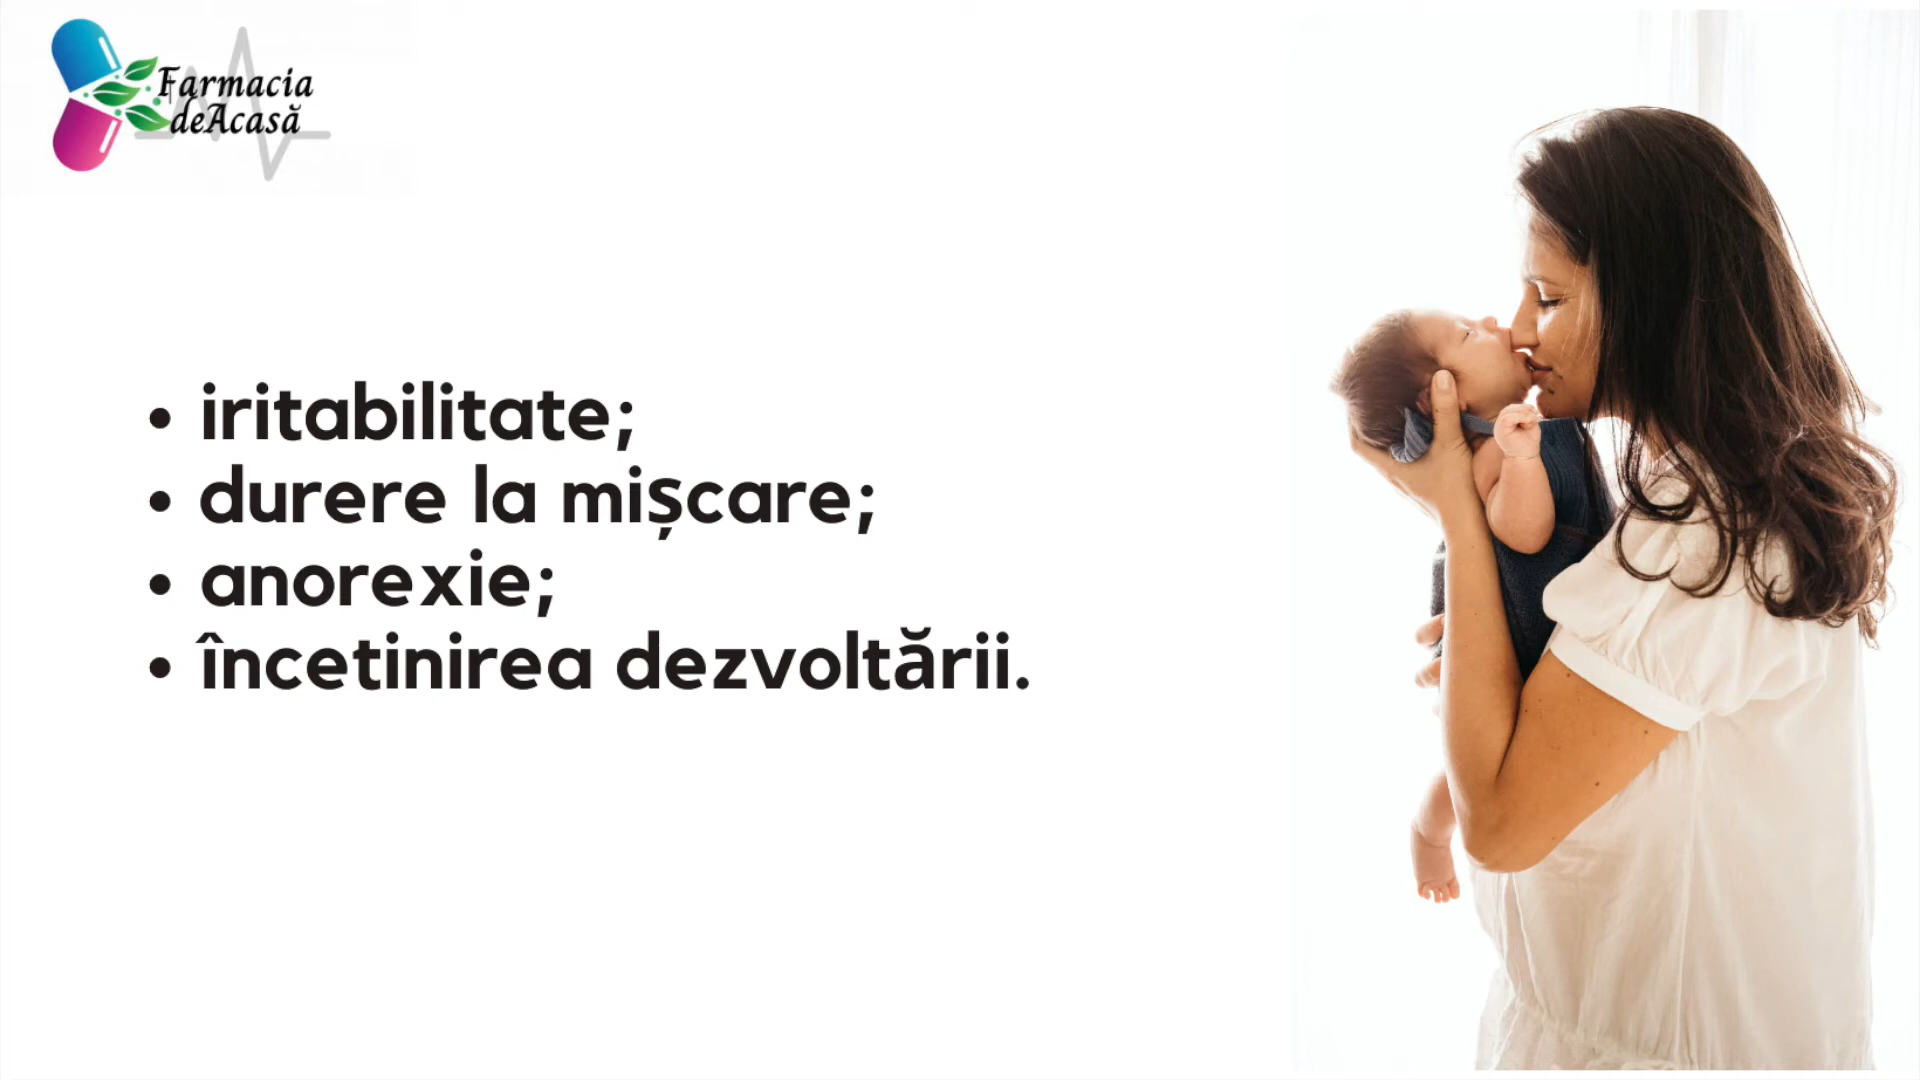 Farmacia
deAcasă
• iritabilitate;
• durere la mișcare;
• anorexie;
• încetinirea dezvoltării.